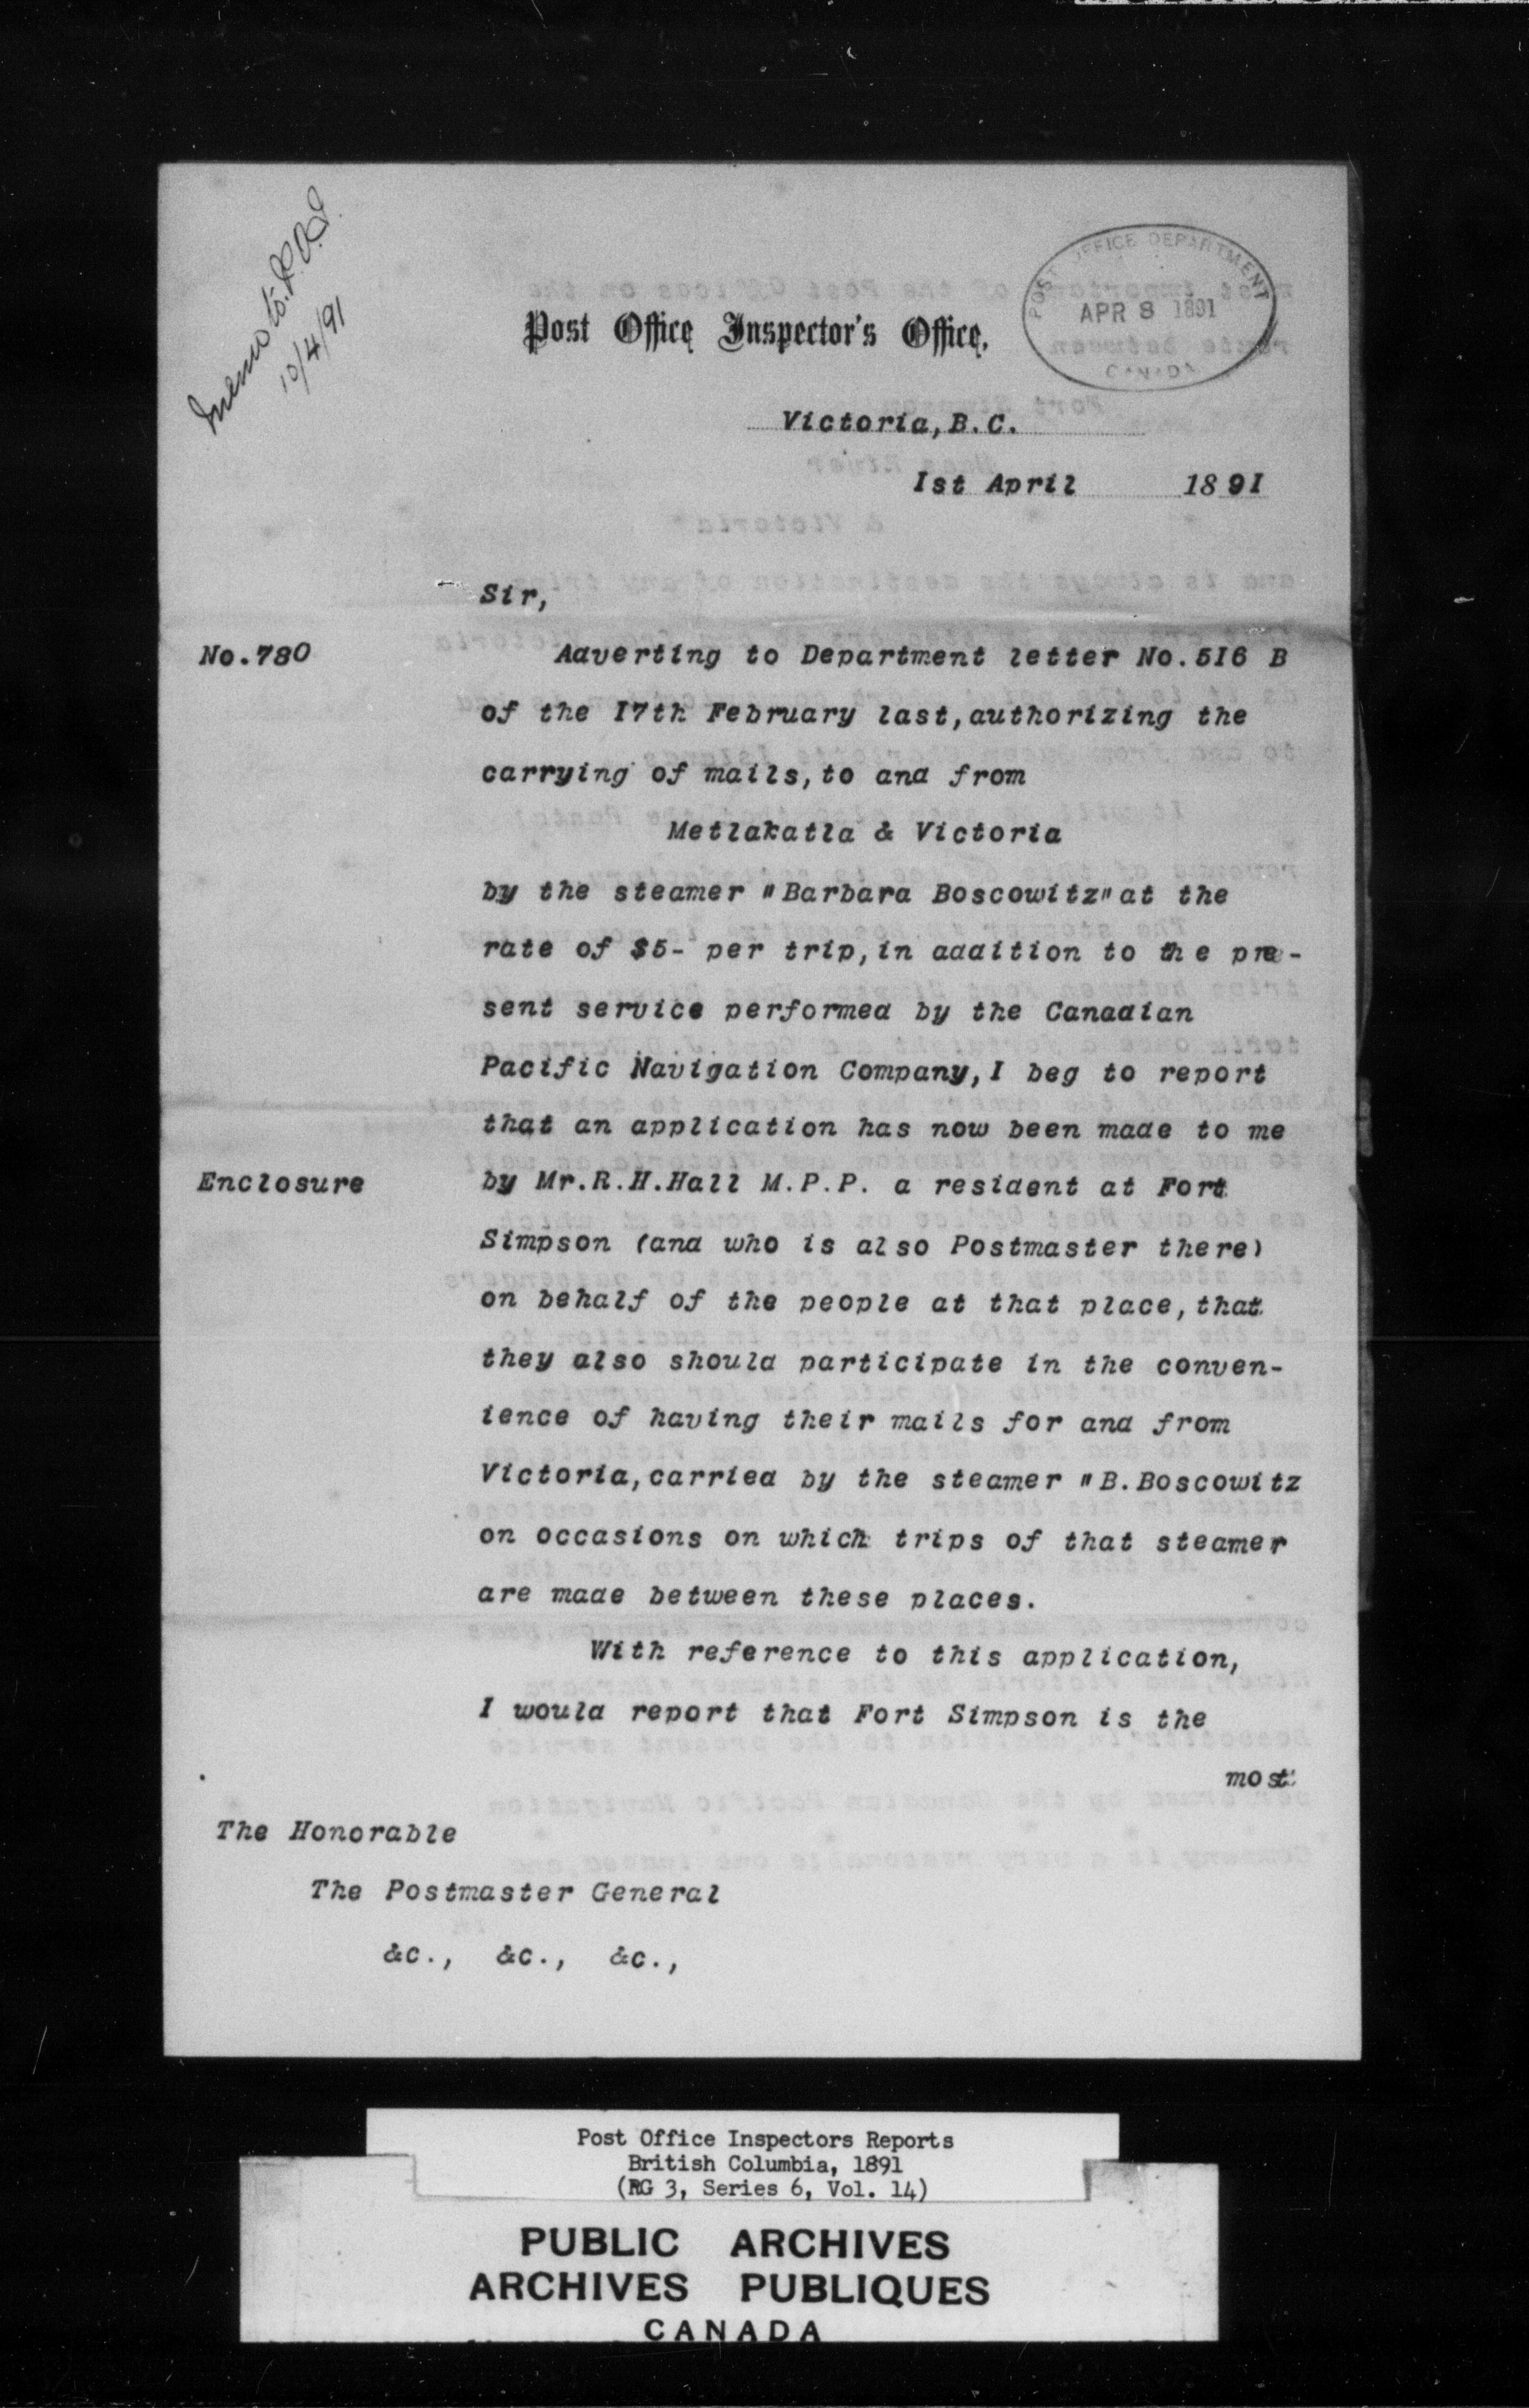 Memo to P.O.I.
10/4/91
POST OFFICE DEPARTMENT
APR 8 1891
CANADA
Post Office Inspector's Office,
Victoria, B.C.
Ist April 1891
Sir,
No.780
Adverting to Department letter No.5I6 B
of the I7th February last, authorizing the
carrying of mails, to and from
Metlakatla & Victoria
by the steamer "Barbara Boscowitz" at the
rate of $5- per trip, in addition to the pre-
sent service performed by the Canadian
Pacific Navigation Company, I beg to report
that an application has now been made to me
Enclosure
by Mr.R.H.Hall M.P.P. a resident at Fort
Simpson (and who is also Postmaster there)
on behalf of the people at that place, that
they also should participate in the conven-
ience of having their mails for and from
Victoria, carried by the steamer "B.Boscowitz
on occasions on which trips of that steamer
are made between these places.
With reference to this application,
I would report that Fort Simpson is the
most
The Honorable
The Postmaster General
&c., &c., &c.,
Post Office Inspectors Reports
British Columbia, 1891
(RG 3, Series 6, Vol. 14)
PUBLIC ARCHIVES
ARCHIVES PUBLIQUES
CANADA